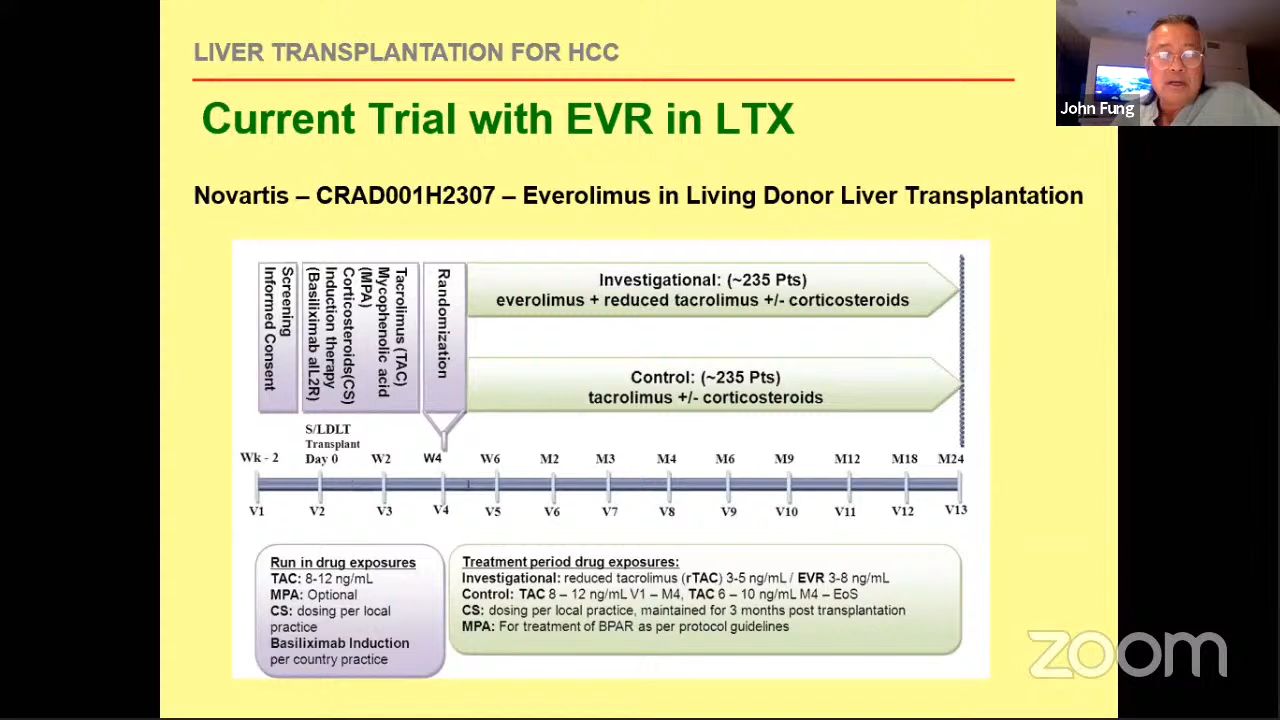 LIVER TRANSPLANTATION FOR HCC
Current Trial with EVR in LTX
John Fung
Novartis – CRAD001H2307 – Everolimus in Living Donor Liver Transplantation
Screening
Informed Consent
Tacrolimus (TAC)
Mycophenolic acid
(MPA)
Corticosteroids(CS)
Induction therapy
(Basiliximab aIL2R)
Randomization
Investigational: (~235 Pts)
everolimus + reduced tacrolimus +/- corticosteroids
Control: (~235 Pts)
tacrolimus +/- corticosteroids
S/LDLT
Transplant
Wk - 2 Day 0 W2 W4 W6 M2 M3 M4 M6 M9 M12 M18 M24
V1 V2 V3 V4 V5 V6 V7 V8 V9 V10 V11 V12 V13
Run in drug exposures
TAC: 8-12 ng/mL
MPA: Optional
CS: dosing per local
practice
Basiliximab Induction
per country practice
Treatment period drug exposures:
Investigational: reduced tacrolimus (rTAC) 3-5 ng/mL / EVR 3-8 ng/mL
Control: TAC 8 – 12 ng/mL V1 – M4, TAC 6 – 10 ng/mL M4 – EoS
CS: dosing per local practice, maintained for 3 months post transplantation
MPA: For treatment of BPAR as per protocol guidelines
zoom